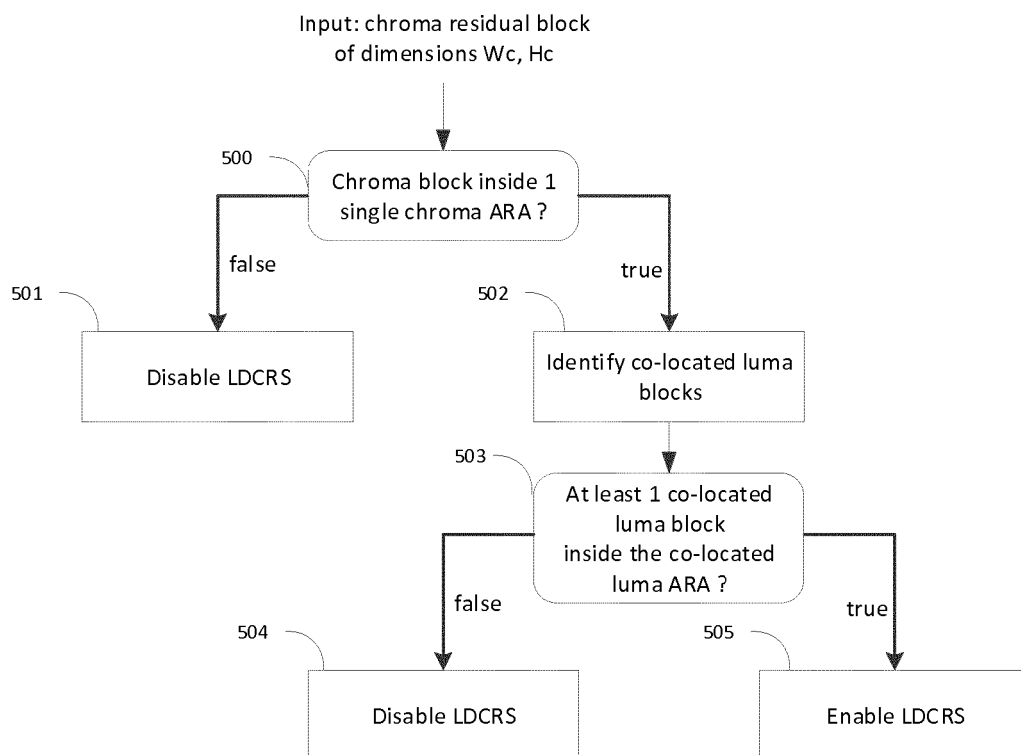 Input: chroma residual block
of dimensions Wc, Hc
500
Chroma block inside 1
single chroma ARA ?
false
true
501
502
Disable LDCRS
Identify co-located luma
blocks
503
At least 1 co-located
luma block
inside the co-located
luma ARA ?
false
true
504
505
Disable LDCRS
Enable LDCRS